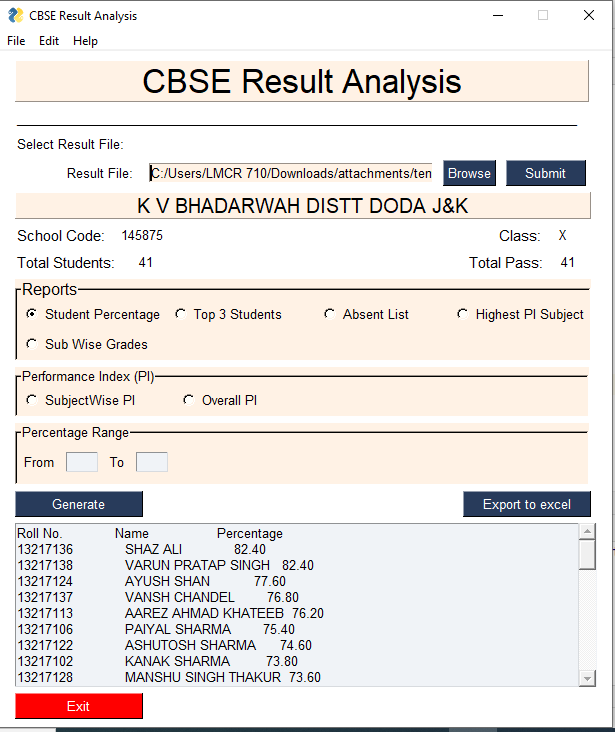 CBSE Result Analysis
File Edit Help
CBSE Result Analysis
Select Result File:
Result File: C:/Users/LMCR 710/Downloads/attachments/ten Browse Submit
K V BHADARWAH DISTT DODA J&K
School Code: 145875 Class: X
Total Students: 41 Total Pass: 41
Reports
Student Percentage Top 3 Students Absent List Highest PI Subject
Sub Wise Grades
Performance Index (PI)
SubjectWise PI Overall PI
Percentage Range
From To
Generate Export to excel
Roll No. Name Percentage
13217136 SHAZ ALI 82.40
13217138 VARUN PRATAP SINGH 82.40
13217124 AYUSH SHAN 77.60
13217137 VANSH CHANDEL 76.80
13217113 AAREZ AHMAD KHATEEB 76.20
13217106 PAIYAL SHARMA 75.40
13217122 ASHUTOSH SHARMA 74.60
13217102 KANAK SHARMA 73.80
13217128 MANSHU SINGH THAKUR 73.60
Exit